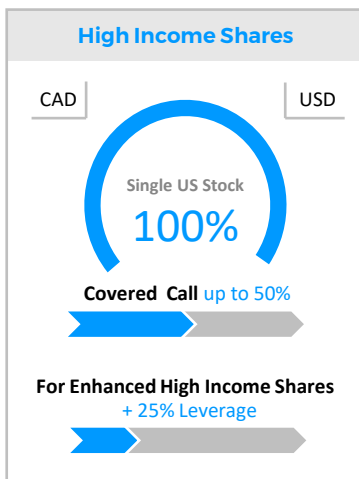 High Income Shares
CAD
USD
Single US Stock
100%
Covered Call up to 50%
For Enhanced High Income Shares
+ 25% Leverage